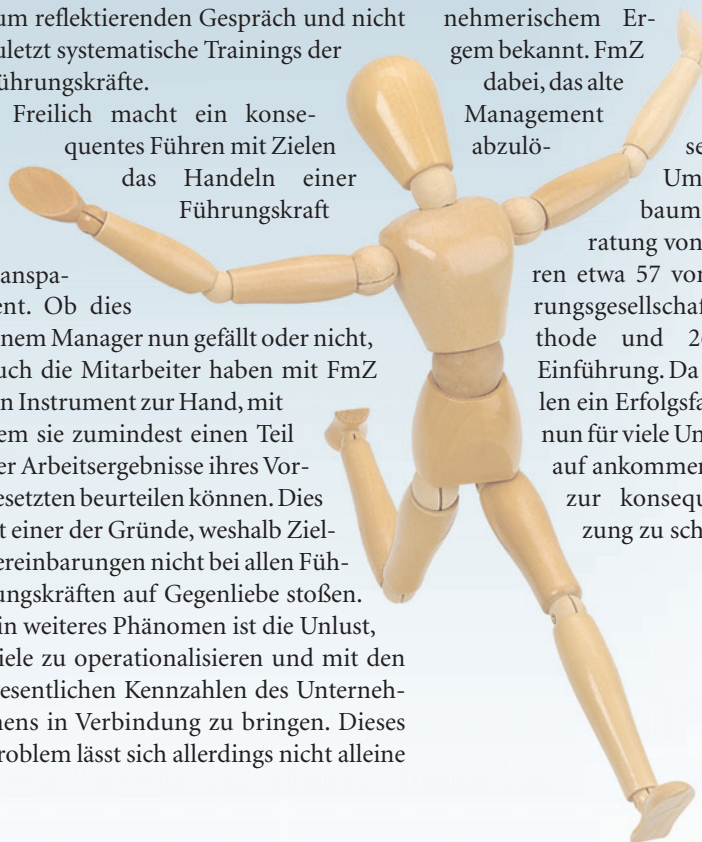 um reflektierenden Gespräch und nicht
uletzt systematische Trainings der
ührungskräfte.
Freilich macht ein konse-
quentes Führen mit Zielen
das Handeln einer
Führungskraft
anspa-
ent. Ob dies
nem Manager nun gefällt oder nicht,
uch die Mitarbeiter haben mit FmZ
n Instrument zur Hand, mit
em sie zumindest einen Teil
er Arbeitsergebnisse ihres Vor-
esetzten beurteilen können. Dies
t einer der Gründe, weshalb Ziel-
ereinbarungen nicht bei allen Füh-
ungskräften auf Gegenliebe stoßen.
in weiteres Phänomen ist die Unlust,
iele zu operationalisieren und mit den
esentlichen Kennzahlen des Unterneh-
ens in Verbindung zu bringen. Dieses
roblem lässt sich allerdings nicht alleine
nehmerischem Er-
gem bekannt. FmZ
dabei, das alte
Management
abzulö- se
Um
baum
ratung von
ren etwa 57 von
rungsgesellschaf
thode und 2
Einführung. Da
len ein Erfolgsfa
nun für viele Un
auf ankommen
zur konsequ
zung zu sch